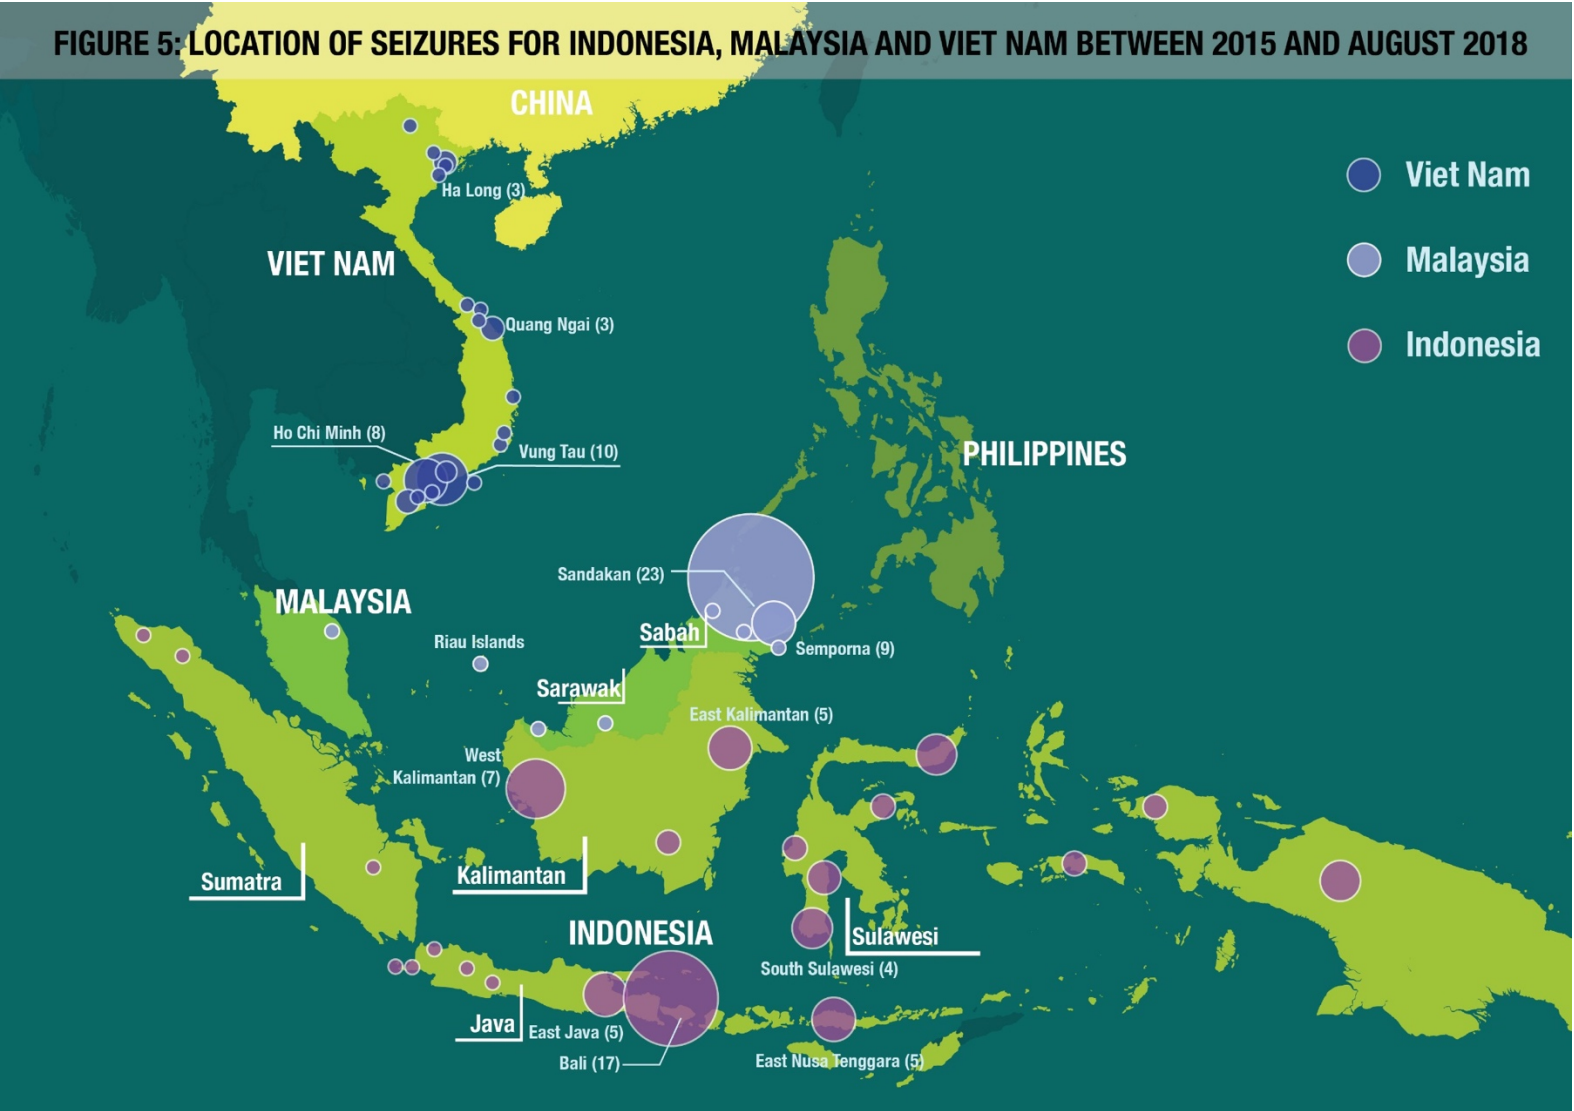 FIGURE 5: LOCATION OF SEIZURES FOR INDONESIA, MALAYSIA AND VIET NAM BETWEEN 2015 AND AUGUST 2018
CHINA
Viet Nam
Ha Long (3)
VIET NAM
Malaysia
Quang Ngai (3)
Indonesia
Ho Chi Minh (8)
Vung Tau (10)
PHILIPPINES
Sandakan (23)
MALAYSIA
Sabah
Riau Islands
Semporna (9)
Sarawak
East Kalimantan (5)
West
Kalimantan (7)
Sumatra
Kalimantan
INDONESIA
Sulawesi
South Sulawesi (4)
Java
East Java (5)
Bali (17)
East Nusa Tenggara (5)